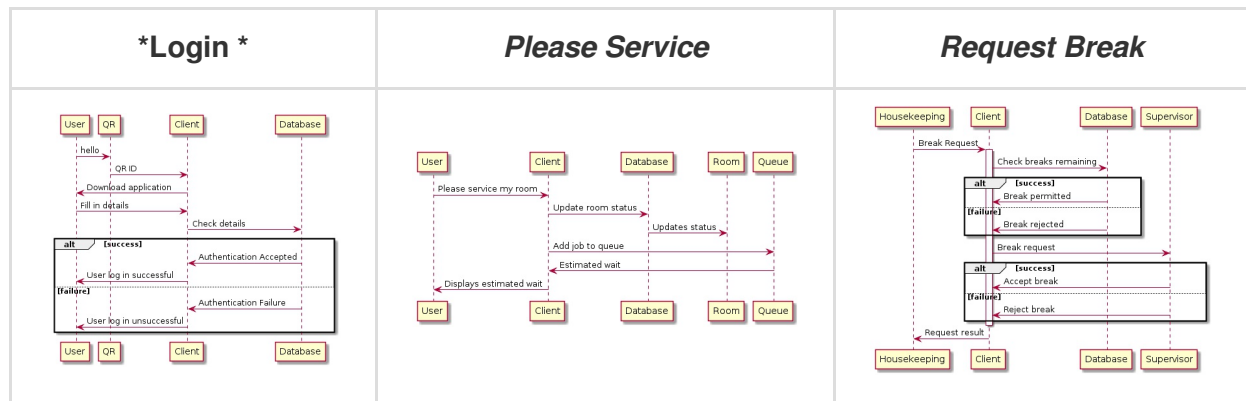 *Login *
Please Service
Request Break
User QR Client Database
hello
QR ID
Download application
Fill in details
Check details
alt [success]
Authentication Accepted
User log in successful
[failure]
Authentication Failure
User log in unsuccessful
User QR Client Database
User Client Database Room Queue
Please service my room
Update room status
Updates status
Add job to queue
Estimated wait
Displays estimated wait
User Client Database Room Queue
Housekeeping Client Database Supervisor
Break Request
Check breaks remaining
alt [success]
Break permitted
[failure]
Break rejected
Break request
alt [success]
Accept break
[failure]
Reject break
Request result
Housekeeping Client Database Supervisor